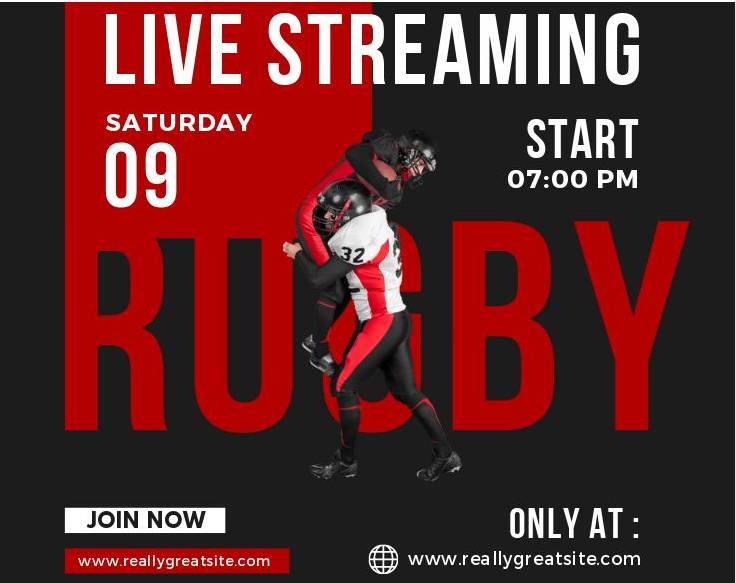 LIVE STREAMING
SATURDAY
09
START
07:00 PM
RUGBY
32
JOIN NOW
www.reallygreatsite.com
ONLY AT :
www.reallygreatsite.com